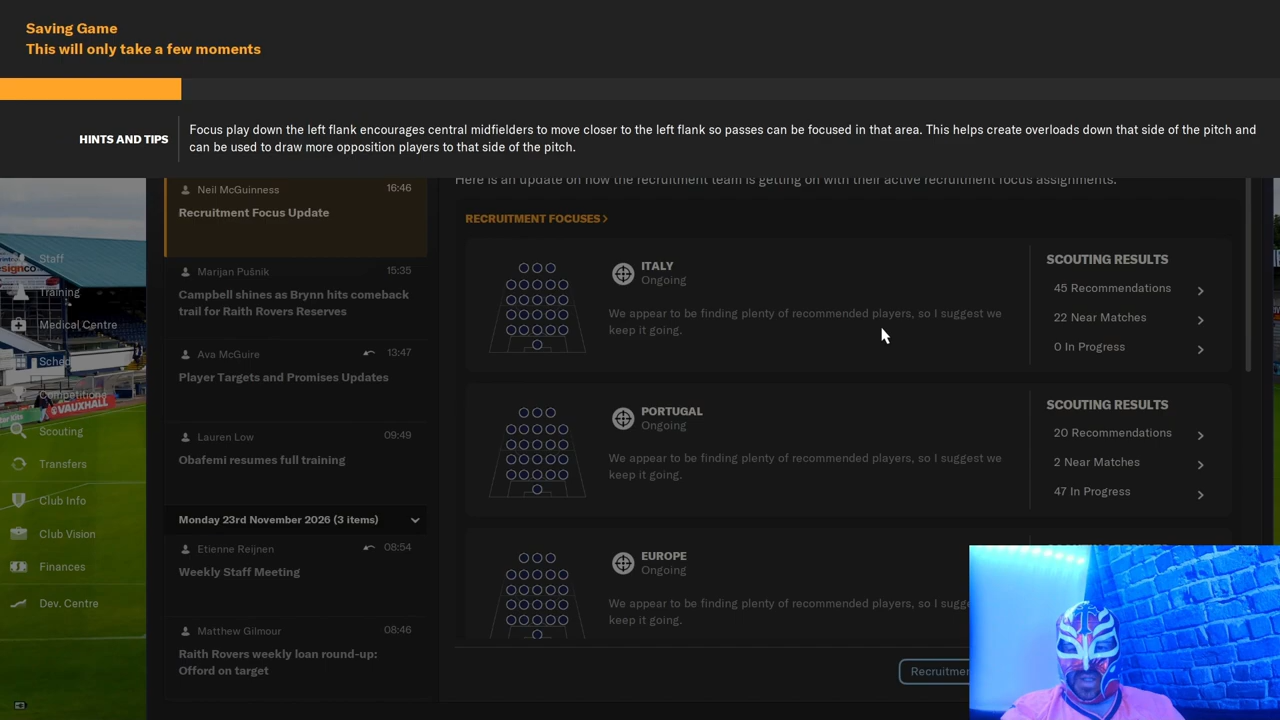 Saving Game
This will only take a few moments
HINTS AND TIPS
Focus play down the left flank encourages central midfielders to move closer to the left flank so passes can be focused in that area. This helps create overloads down that side of the pitch and
can be used to draw more opposition players to that side of the pitch.
Staff
Training
Medical Centre
Sched
Competitions
VAUXHALL
Scouting
Transfers
Club Info
Club Vision
Finances
Dev. Centre
Neil McGuinness
16:46
Recruitment Focus Update
Marijan Pušnik
15:35
Campbell shines as Brynn hits comeback
trail for Raith Rovers Reserves
Ava McGuire
13:47
Player Targets and Promises Updates
Lauren Low
09:49
Obafemi resumes full training
Monday 23rd November 2026 (3 items)
Etienne Reijnen
08:54
Weekly Staff Meeting
Matthew Gilmour
08:46
Raith Rovers weekly loan round-up:
Offord on target
Here is an update on how the recruitment team is getting on with their active recruitment focus assignments.
RECRUITMENT FOCUSES >
ITALY
Ongoing
We appear to be finding plenty of recommended players, so I suggest we
keep it going.
SCOUTING RESULTS
45 Recommendations
22 Near Matches
0 In Progress
PORTUGAL
Ongoing
We appear to be finding plenty of recommended players, so I suggest we
keep it going.
SCOUTING RESULTS
20 Recommendations
2 Near Matches
47 In Progress
EUROPE
Ongoing
We appear to be finding plenty of recommended players, so I sugge
keep it going.
Recruitmen